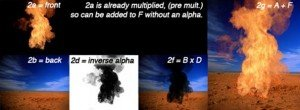 2a = front
2a is already multiplied, (pre mult.)
so can be added to F without an alpha.
2g = A + F
2b = back
2d = inverse alpha
2f = B x D